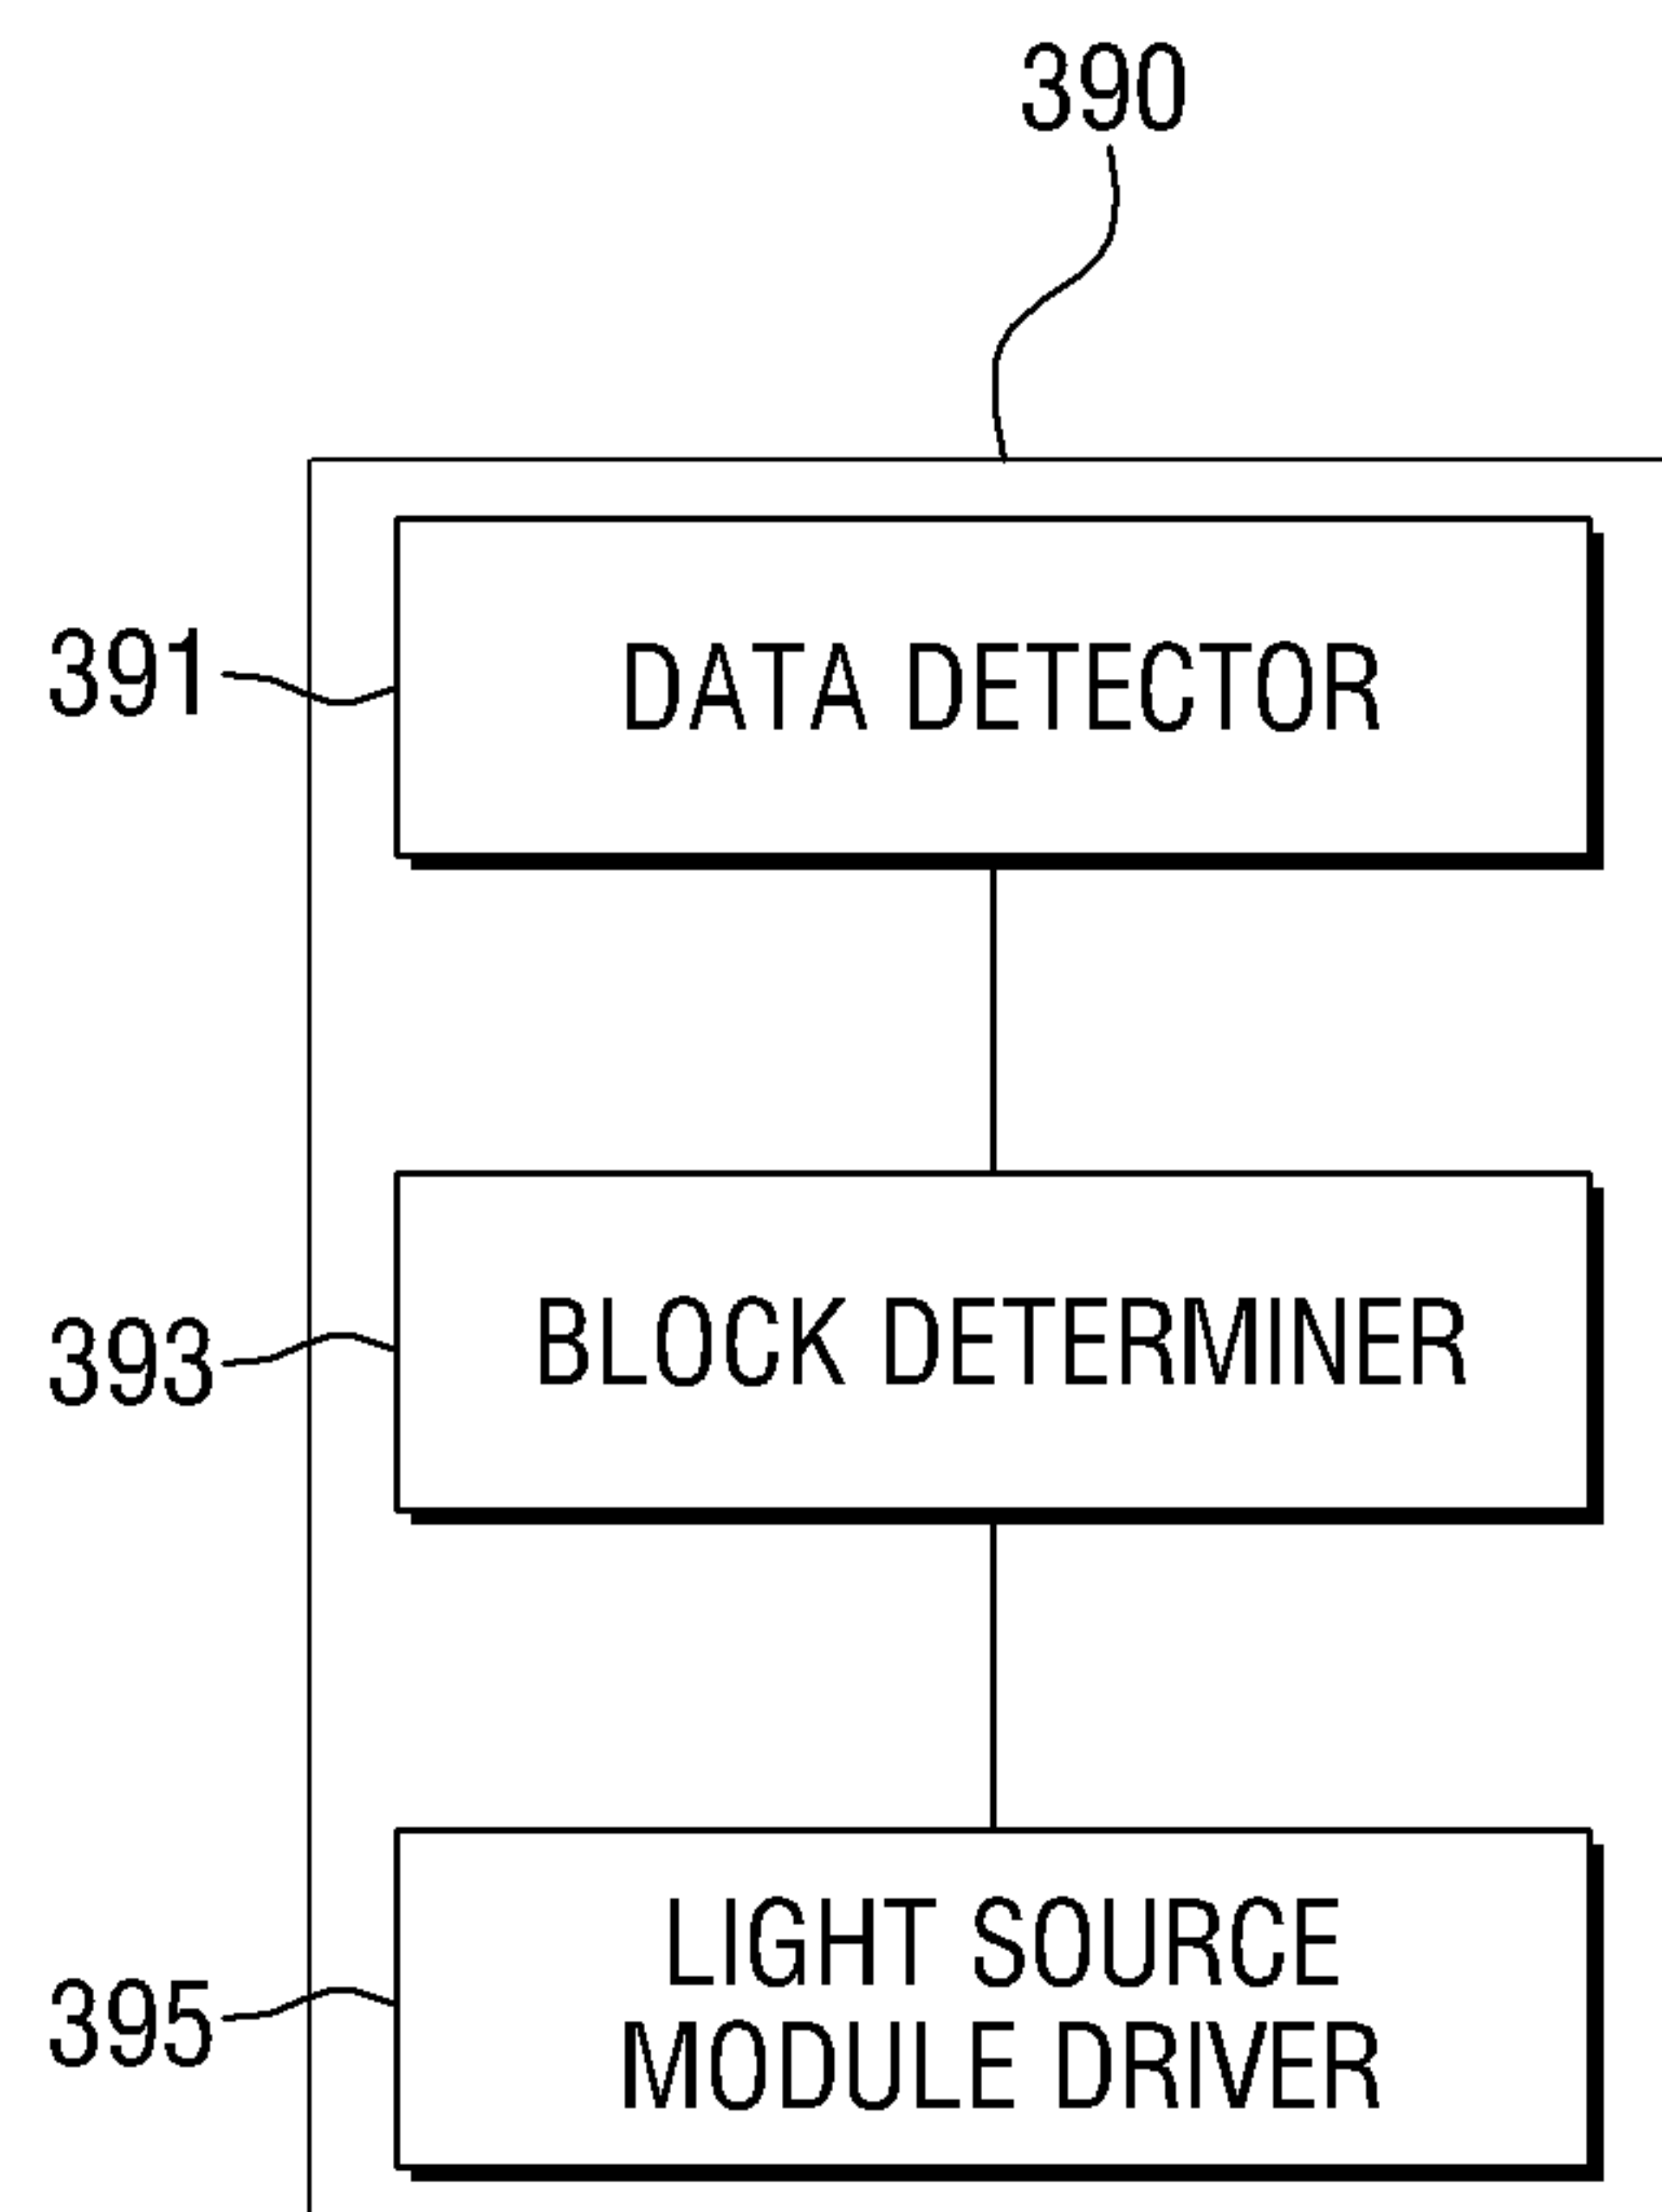 390
391
DATA DETECTOR
393
BLOCK DETERMINER
395
LIGHT SOURCE
MODULE DRIVER